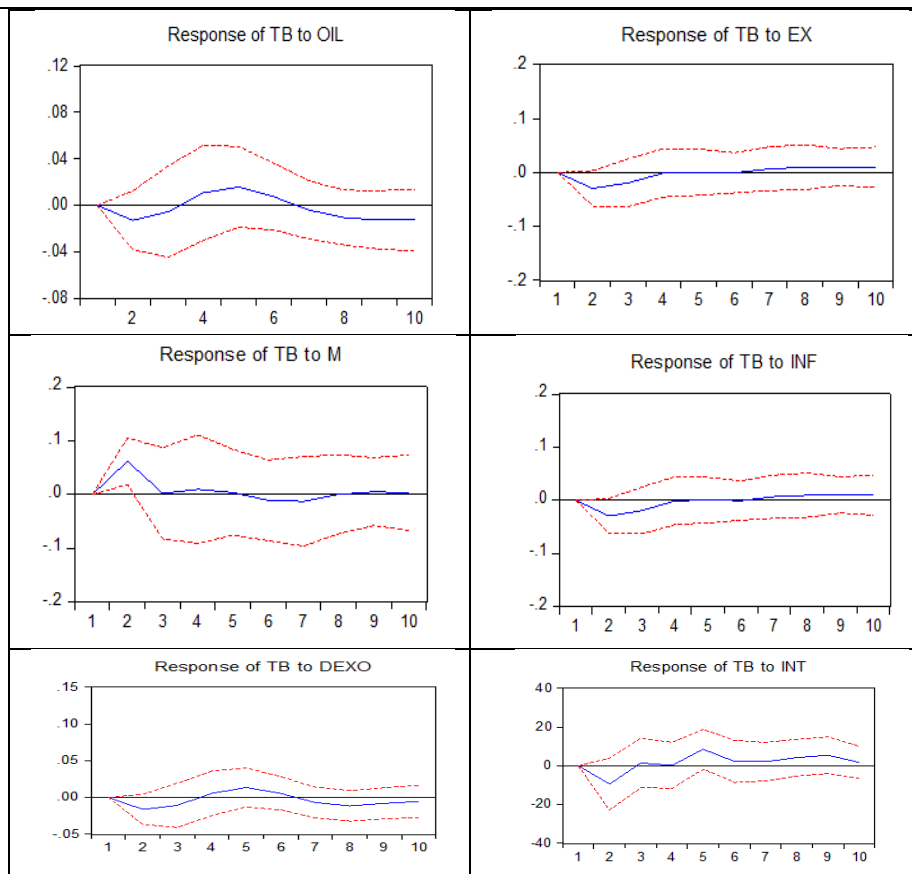 Response of TB to OIL
.12
.08
.04
.00
-.04
-.08
2 4 6 8 10
Response of TB to EX
.2
.1
.0
-.1
-.2
1 2 3 4 5 6 7 8 9 10
Response of TB to M
.2
.1
.0
-.1
-.2
1 2 3 4 5 6 7 8 9 10
Response of TB to INF
.2
.1
.0
-.1
-.2
1 2 3 4 5 6 7 8 9 10
Response of TB to DEXO
.15
.10
.05
.00
-.05
1 2 3 4 5 6 7 8 9 10
Response of TB to INT
40
20
0
-20
-40
1 2 3 4 5 6 7 8 9 10